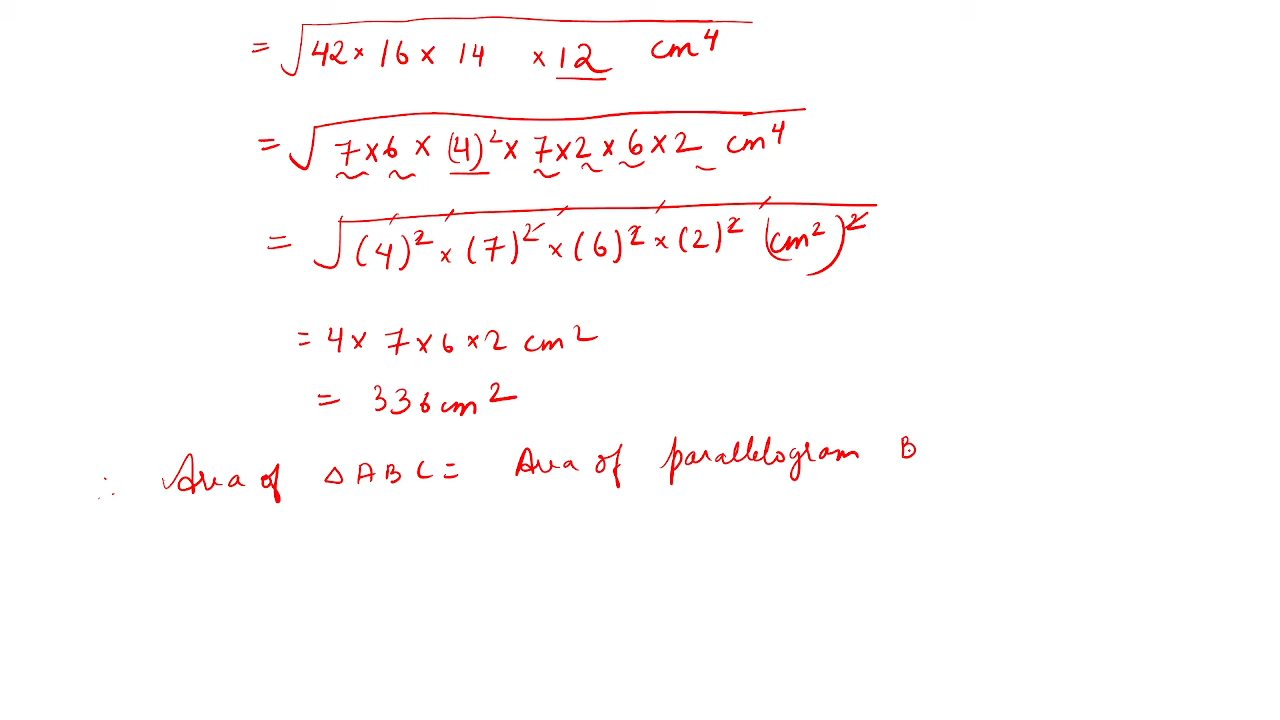 = √42 × 16 × 14 × 12 cm⁴
= √7 × 6 × (4)² × 7 × 2 × 6 × 2 cm⁴
= √(4)² × (7)² × (6)² × (2)² (cm²)²
= 4 × 7 × 6 × 2 cm²
= 336 cm²
∴ Area of △ABC = Area of parallelogram B